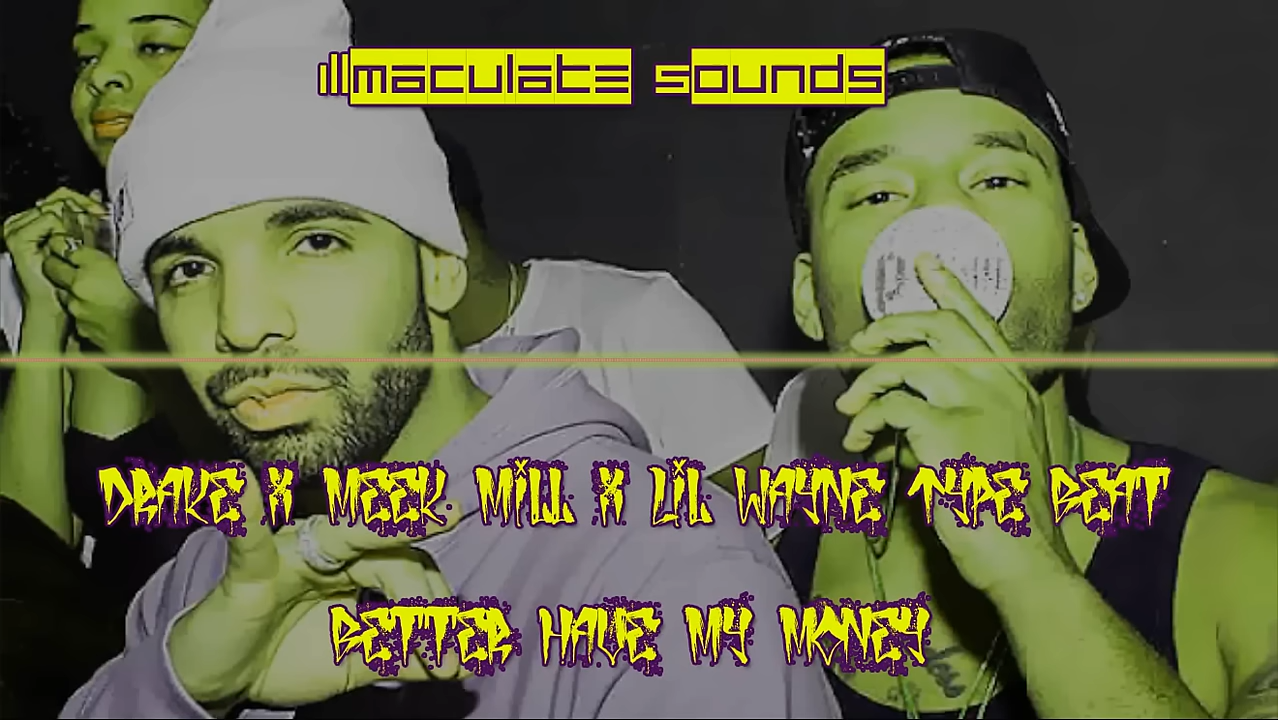 illmaculate sounds
DRAKE X MEEK MILL X LIL WAYNE TYPE BEAT
BETTER HAVE MY MONEY